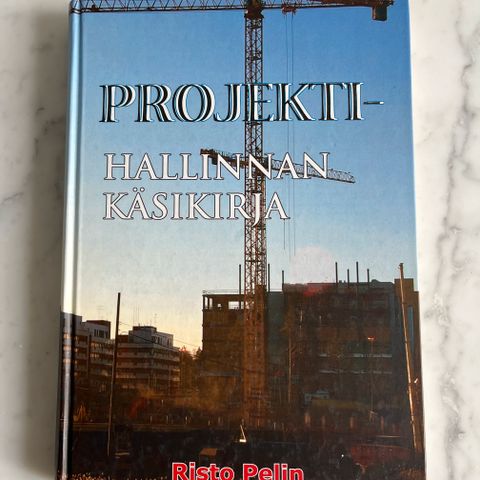 PROJEKTI-
HALLINNAN
KÄSIKIRJA
Risto Pelin